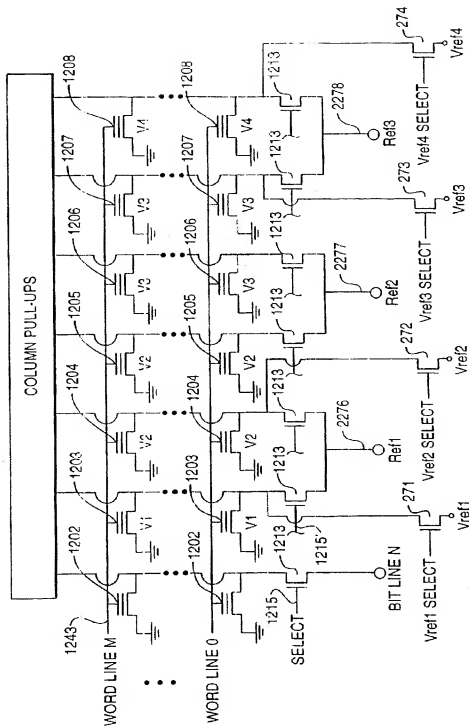 COLUMN PULL-UPS
1202 1203 1204 1205 1206 1207 1208
1243
WORD LINE M
V1 V2 V2 V3 V3 V4
1202 1203 1204 1205 1206 1207 1208
WORD LINE 0
V1 V2 V2 V3 V3 V4
1215 1213 1213 1213 1213 1213 1213 1213
SELECT
1215'
2276 2277 2278
BIT LINE N
Ref1 Ref2 Ref3
271 272 273 274
Vref1 SELECT Vref2 SELECT Vref3 SELECT Vref4 SELECT
Vref1 Vref2 Vref3 Vref4